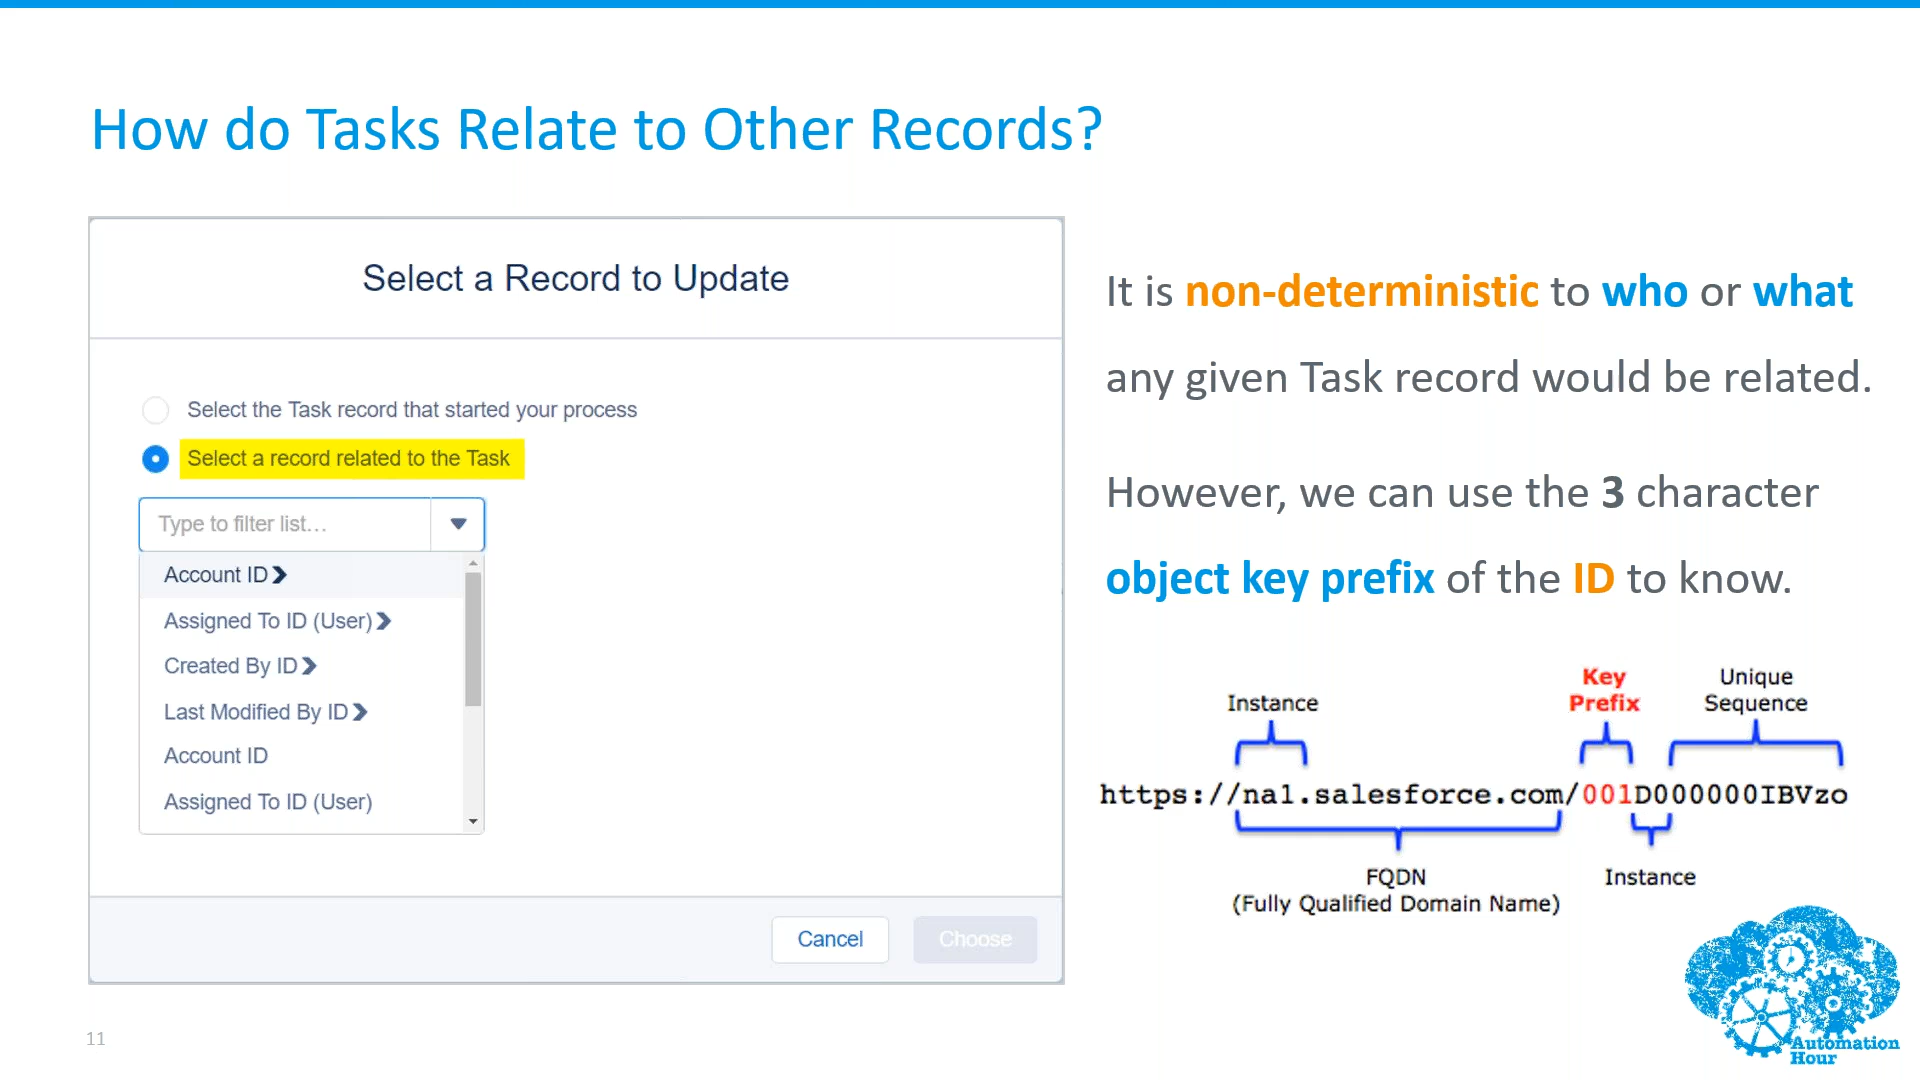 How do Tasks Relate to Other Records?
Select a Record to Update
Select the Task record that started your process
Select a record related to the Task
Type to filter list...
Account ID
Assigned To ID (User)
Created By ID
Last Modified By ID
Account ID
Assigned To ID (User)
Cancel
Choose
It is non-deterministic to who or what
any given Task record would be related.
However, we can use the 3 character
object key prefix of the ID to know.
Instance
Key
Prefix
Unique
Sequence
https://na1.salesforce.com/001D000000IBVzo
FQDN
(Fully Qualified Domain Name)
Instance
Automation
Hour
11